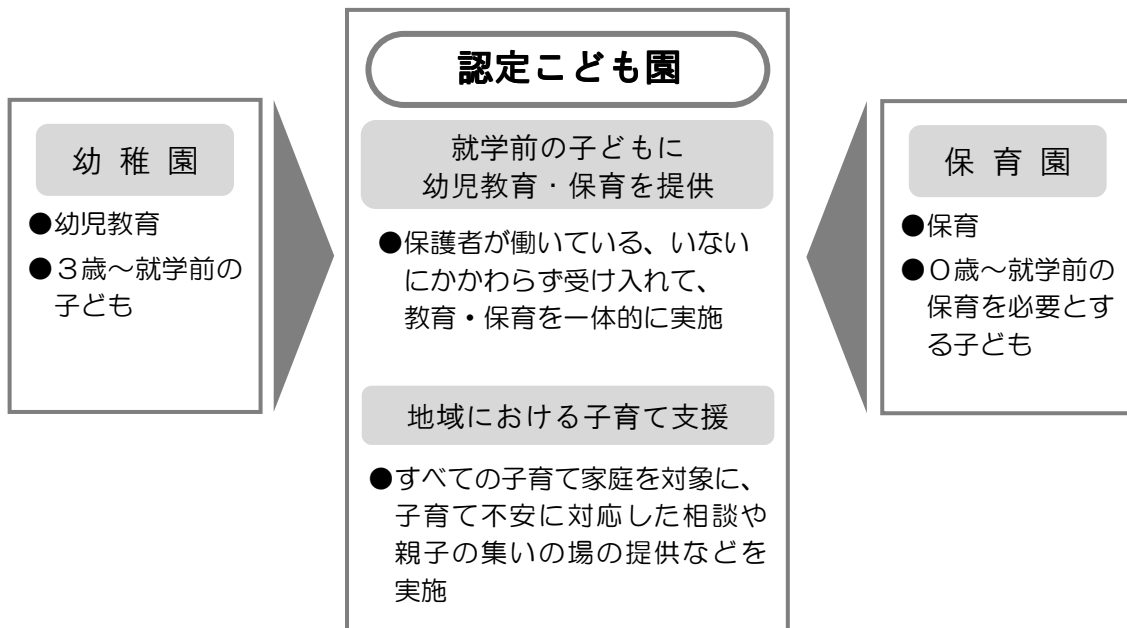 認定こども園
幼稚園
●幼児教育
●3歳～就学前の
子ども
就学前の子どもに
幼児教育・保育を提供
●保護者が働いている、いない
にかかわらず受け入れて、
教育・保育を一体的に実施
地域における子育て支援
●すべての子育て家庭を対象に、
子育て不安に対応した相談や
親子の集いの場の提供などを
実施
保育園
●保育
●0歳～就学前の
保育を必要とす
る子ども